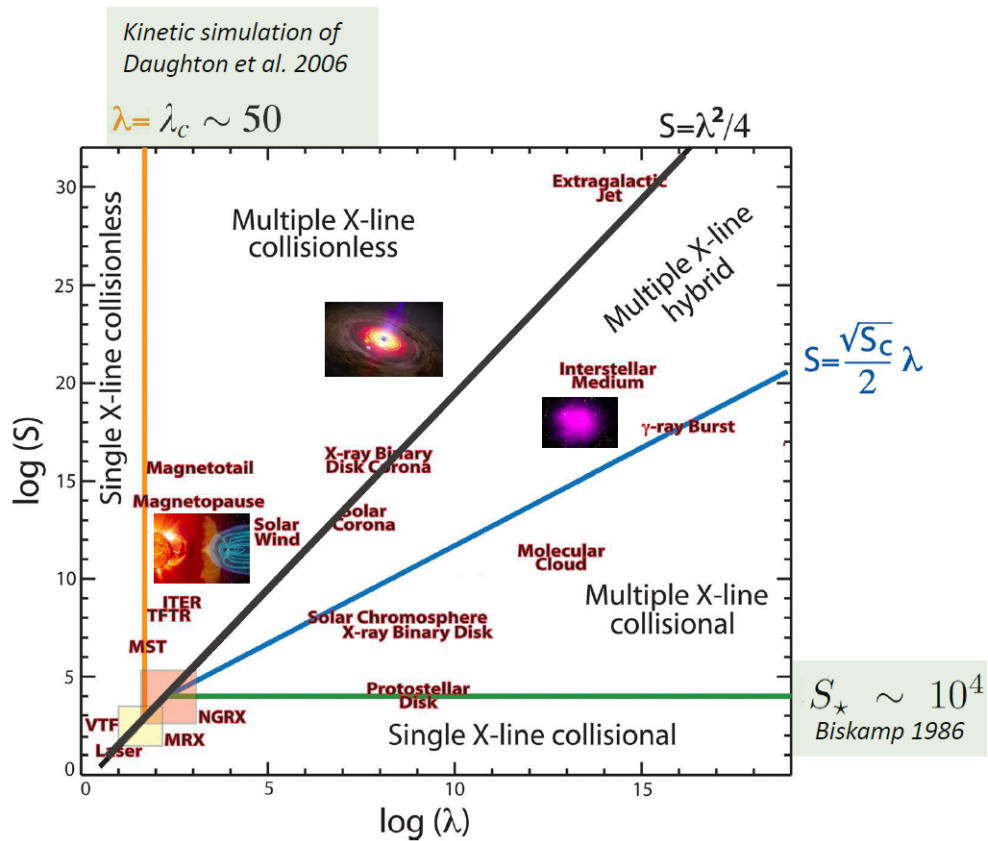 Kinetic simulation of
Daughton et al. 2006
λ= λ_c ∼ 50
S=λ²/4
30
25
20
15
10
5
0
log (S)
Single X-line collisionless
Multiple X-line
collisionless
Extragalactic
Jet
Multiple X-line
hybrid
Interstellar
Medium
S=√S_c/2 λ
γ-ray Burst
X-ray Binary
Disk Corona
Magnetotail
Magnetopause
Solar
Wind
Solar
Corona
Molecular
Cloud
ITER
TFTR
MST
Solar Chromosphere
X-ray Binary Disk
Multiple X-line
collisional
Protostellar
Disk
S⋆ ∼ 10⁴
Biskamp 1986
NGRX
VTF
MRX
Laser
Single X-line collisional
0
5
10
15
log (λ)